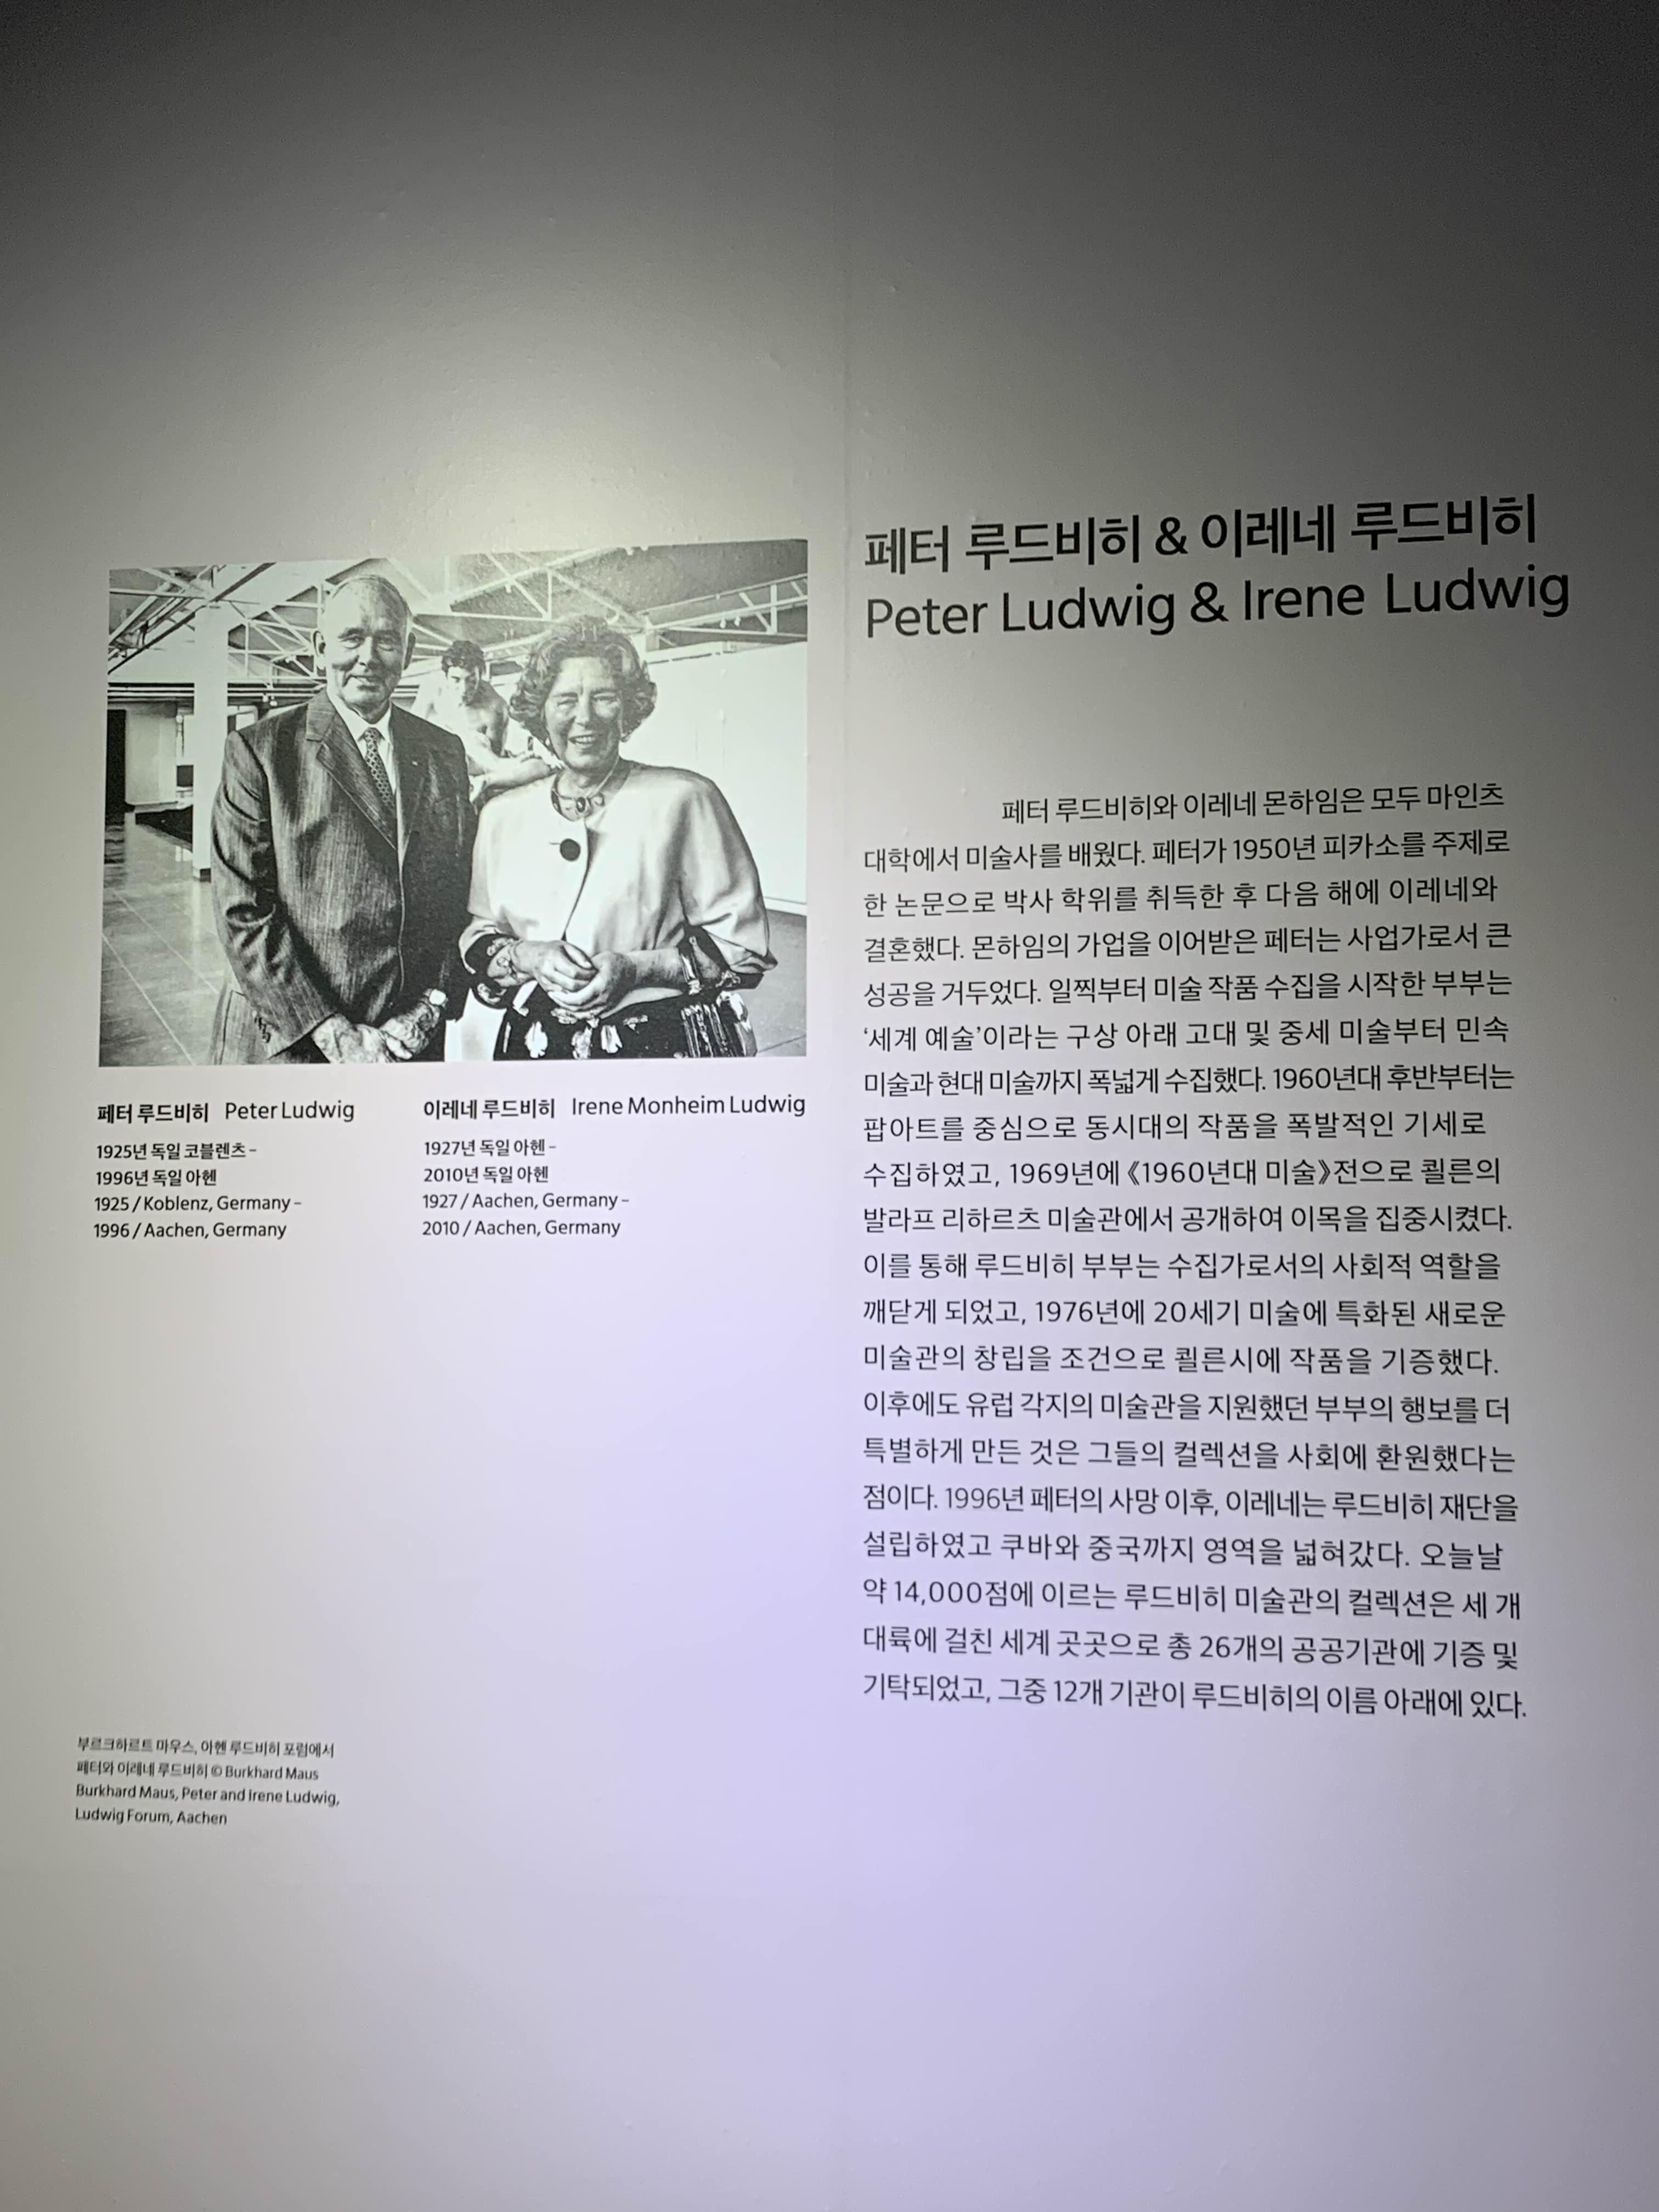 페터 루드비히 & 이레네 루드비히
Peter Ludwig & Irene Ludwig
페터 루드비히와 이레네 몬하임은 모두 마인츠
대학에서 미술사를 배웠다. 페터가 1950년 피카소를 주제로
한 논문으로 박사 학위를 취득한 후 다음 해에 이레네와
결혼했다. 몬하임의 가업을 이어받은 페터는 사업가로서 큰
성공을 거두었다. 일찍부터 미술 작품 수집을 시작한 부부는
‘세계 예술’이라는 구상 아래 고대 및 중세 미술부터 민속
미술과 현대 미술까지 폭넓게 수집했다. 1960년대 후반부터는
팝아트를 중심으로 동시대의 작품을 폭발적인 기세로
수집하였고, 1969년에 《1960년대 미술》전으로 쾰른의
발라프 리하르츠 미술관에서 공개하여 이목을 집중시켰다.
이를 통해 루드비히 부부는 수집가로서의 사회적 역할을
깨닫게 되었고, 1976년에 20세기 미술에 특화된 새로운
미술관의 창립을 조건으로 쾰른시에 작품을 기증했다.
이후에도 유럽 각지의 미술관을 지원했던 부부의 행보를 더
특별하게 만든 것은 그들의 컬렉션을 사회에 환원했다는
점이다. 1996년 페터의 사망 이후, 이레네는 루드비히 재단을
설립하였고 쿠바와 중국까지 영역을 넓혀갔다. 오늘날
약 14,000점에 이르는 루드비히 미술관의 컬렉션은 세 개
대륙에 걸친 세계 곳곳으로 총 26개의 공공기관에 기증 및
기탁되었고, 그중 12개 기관이 루드비히의 이름 아래에 있다.
페터 루드비히 Peter Ludwig
1925년 독일 코블렌츠 –
1996년 독일 아헨
1925 / Koblenz, Germany –
1996 / Aachen, Germany
이레네 루드비히 Irene Monheim Ludwig
1927년 독일 아헨 –
2010년 독일 아헨
1927 / Aachen, Germany –
2010 / Aachen, Germany
부르크하르트 마우스, 아헨 루드비히 포럼에서
페터와 이레네 루드비히 © Burkhard Maus
Burkhard Maus, Peter and Irene Ludwig,
Ludwig Forum, Aachen